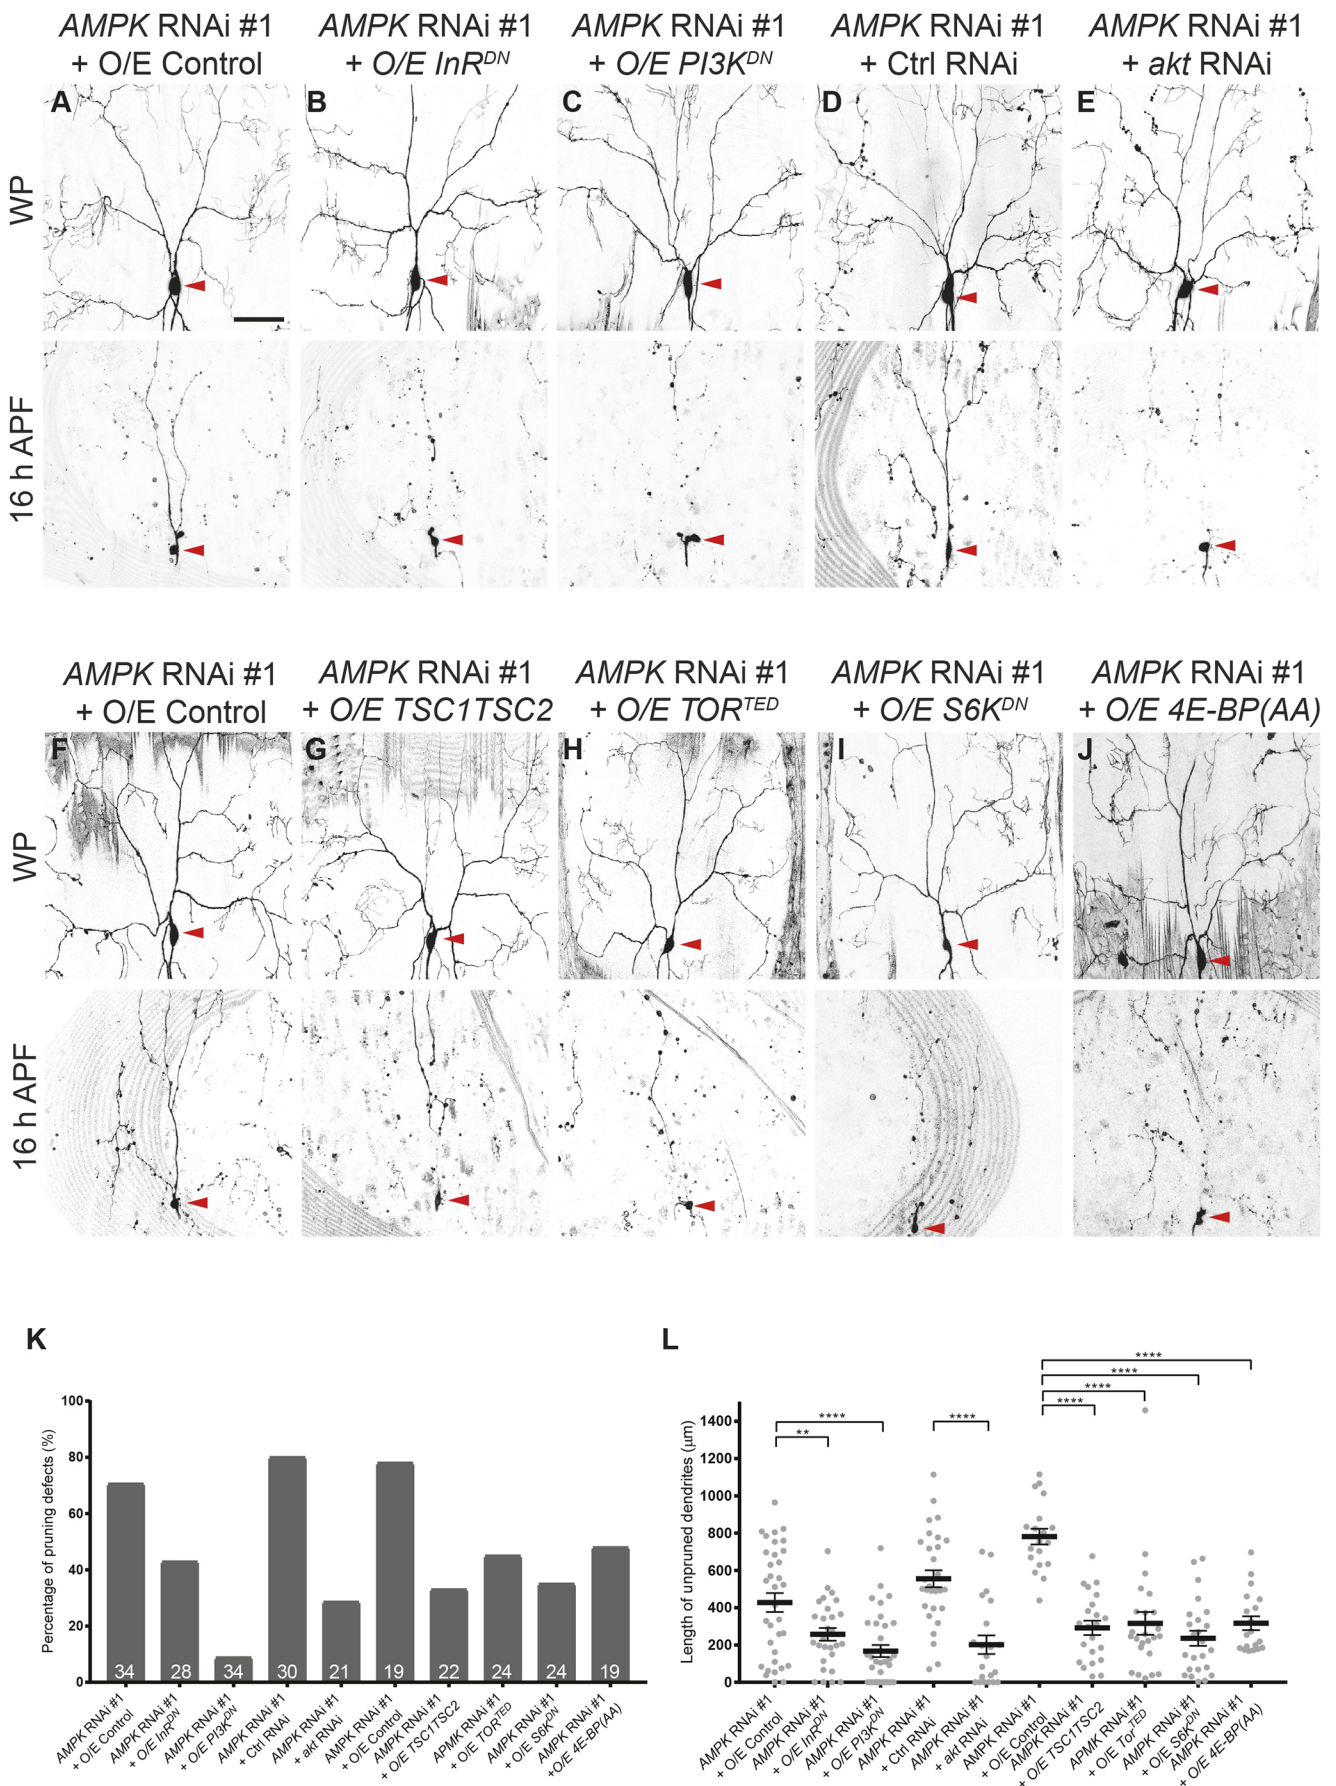 AMPK RNAi #1 AMPK RNAi #1 AMPK RNAi #1 AMPK RNAi #1 AMPK RNAi #1
+ O/E Control + O/E InR^DN + O/E PI3K^DN + Ctrl RNAi + akt RNAi
A B C D E
WP
16 h APF
AMPK RNAi #1 AMPK RNAi #1 AMPK RNAi #1 AMPK RNAi #1 AMPK RNAi #1
+ O/E Control + O/E TSC1TSC2 + O/E TOR^TED + O/E S6K^DN + O/E 4E-BP(AA)
F G H I J
WP
16 h APF
K
Percentage of pruning defects (%)
100
80
60
40
20
0
34 28 34 30 21 19 22 24 24 19
AMPK RNAi #1
+ O/E Control
AMPK RNAi #1
+ O/E InR^DN
AMPK RNAi #1
+ O/E PI3K^DN
AMPK RNAi #1
+ Ctrl RNAi
AMPK RNAi #1
+ akt RNAi
AMPK RNAi #1
+ O/E Control
AMPK RNAi #1
+ O/E TSC1TSC2
APMK RNAi #1
+ O/E TOR^TED
AMPK RNAi #1
+ O/E S6K^DN
AMPK RNAi #1
+O/E 4E-BP(AA)
L
Length of unpruned dendrites (μm)
1400
1200
1000
800
600
400
200
0
****
****
****
****
****
**
****
AMPK RNAi #1
+ O/E Control
AMPK RNAi #1
+ O/E InR^DN
AMPK RNAi #1
+ O/E PI3K^DN
AMPK RNAi #1
+ Ctrl RNAi
AMPK RNAi #1
+ akt RNAi
AMPK RNAi #1
+ O/E Control
AMPK RNAi #1
+ O/E TSC1TSC2
APMK RNAi #1
+ O/E Tor^TED
AMPK RNAi #1
+ O/E S6K^DN
AMPK RNAi #1
+ O/E 4E-BP(AA)